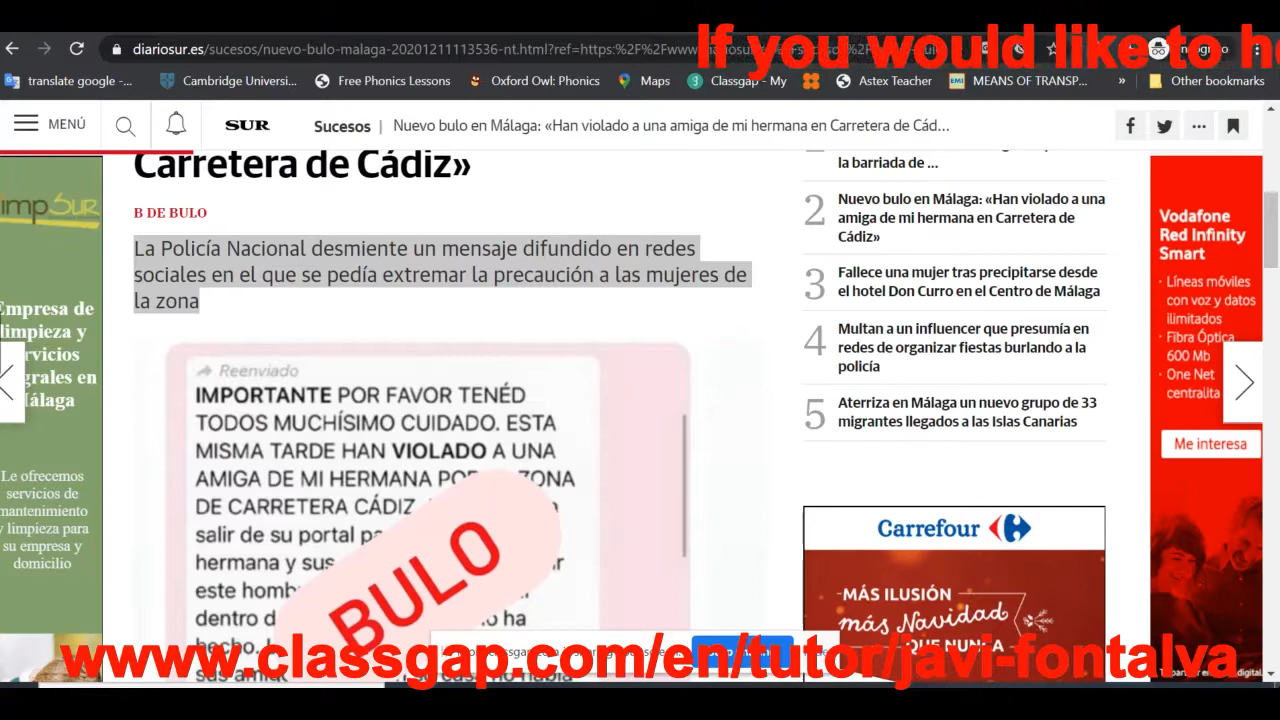 If you would like to ha
diariosur.es/sucesos/nuevo-bulo-malaga-20201211113536-nt.html?ref=https:%2F%2Fwww
translate google -...
Cambridge Universi...
Free Phonics Lessons
Oxford Owl: Phonics
Maps
Classgap - My
Astex Teacher
MEANS OF TRANSP...
»
Other bookmarks
MENÚ
SUR
Sucesos | Nuevo bulo en Málaga: «Han violado a una amiga de mi hermana en Carretera de Cád...
Carretera de Cádiz»
B DE BULO
La Policía Nacional desmiente un mensaje difundido en redes
sociales en el que se pedía extremar la precaución a las mujeres de
la zona
Reenviado
IMPORTANTE POR FAVOR TENÉD
TODOS MUCHÍSIMO CUIDADO. ESTA
MISMA TARDE HAN VIOLADO A UNA
AMIGA DE MI HERMANA POR ZONA
DE CARRETERA CÁDIZ
salir de su portal
hermana y sus
este
dentro ha
hecho.
BULO
la barriada de ...
2
Nuevo bulo en Málaga: «Han violado a una
amiga de mi hermana en Carretera de
Cádiz»
3
Fallece una mujer tras precipitarse desde
el hotel Don Curro en el Centro de Málaga
4
Multan a un influencer que presumía en
redes de organizar fiestas burlando a la
policía
5
Aterriza en Málaga un nuevo grupo de 33
migrantes llegados a las Islas Canarias
Carrefour
MÁS ILUSIÓN
más Navidad
QUE NUNCA
Vodafone
Red Infinity
Smart
· Líneas móviles
con voz y datos
ilimitados
· Fibra Óptica
600 Mb
· One Net
centralita
Me interesa
Empresa de
limpieza y
servicios
Málaga
Le ofrecemos
servicios de
mantenimiento
y limpieza para
su empresa y
domicilio
www.classgap.com/en/tutor/javi-fontalva